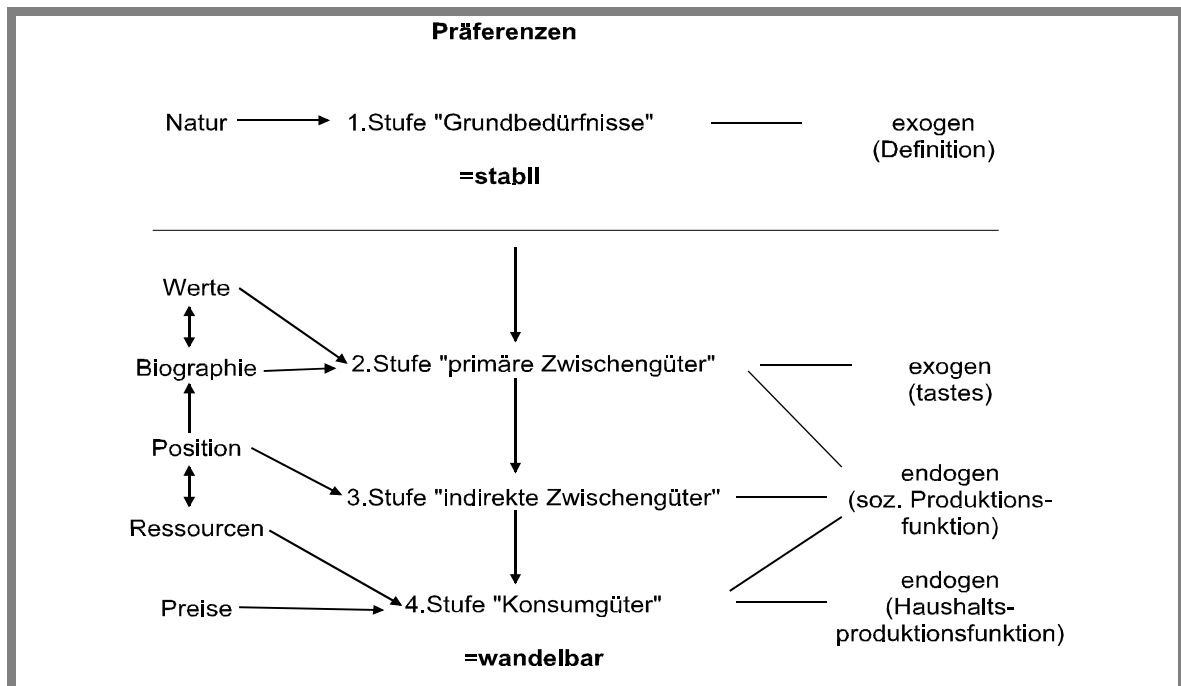 Präferenzen
Natur 1.Stufe "Grundbedürfnisse" exogen
(Definition)
=stabll
Werte
Biographie 2.Stufe "primäre Zwischengüter" exogen
(tastes)
Position
3.Stufe "indirekte Zwischengüter" endogen
(soz. Produktions-
funktion)
Ressourcen
Preise 4.Stufe "Konsumgüter" endogen
(Haushalts-
produktionsfunktion)
=wandelbar